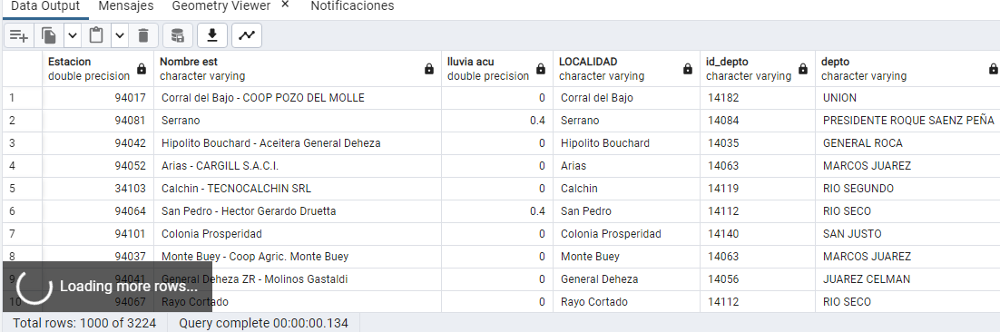 Data Output Mensajes Geometry Viewer × Notificaciones
Estacion Nombre est lluvia acu LOCALIDAD id_depto depto
double precision character varying double precision character varying character varying character varying
1 94017 Corral del Bajo - COOP POZO DEL MOLLE 0 Corral del Bajo 14182 UNION
2 94081 Serrano 0.4 Serrano 14084 PRESIDENTE ROQUE SAENZ PEÑA
3 94042 Hipolito Bouchard - Aceitera General Deheza 0 Hipolito Bouchard 14035 GENERAL ROCA
4 94052 Arias - CARGILL S.A.C.I. 0 Arias 14063 MARCOS JUAREZ
5 34103 Calchin - TECNOCALCHIN SRL 0 Calchin 14119 RIO SEGUNDO
6 94064 San Pedro - Hector Gerardo Druetta 0.4 San Pedro 14112 RIO SECO
7 94101 Colonia Prosperidad 0 Colonia Prosperidad 14140 SAN JUSTO
8 94037 Monte Buey - Coop Agric. Monte Buey 0 Monte Buey 14063 MARCOS JUAREZ
9 94041 General Deheza ZR - Molinos Gastaldi 0 General Deheza 14056 JUAREZ CELMAN
Loading more rows...
10 94067 Rayo Cortado 0 Rayo Cortado 14112 RIO SECO
Total rows: 1000 of 3224 Query complete 00:00:00.134